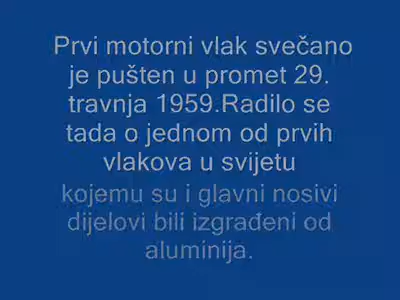 Prvi motorni vlak svečano
je pušten u promet 29.
travnja 1959.Radilo se
tada o jednom od prvih
vlakova u svijetu
kojemu su i glavni nosivi
dijelovi bili izgrađeni od
aluminija.